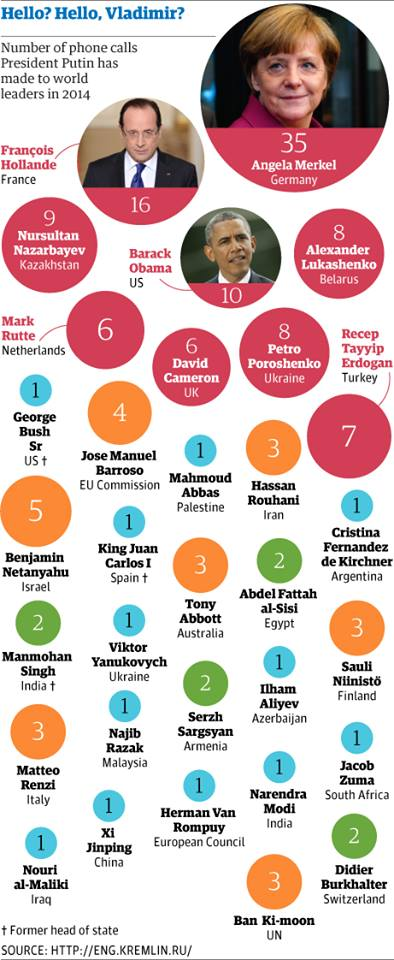 Hello? Hello, Vladimir?
Number of phone calls
President Putin has
made to world
leaders in 2014
35
Angela Merkel
Germany
François
Hollande
France
16
9
Nursultan
Nazarbayev
Kazakhstan
Barack
Obama
US
10
8
Alexander
Lukashenko
Belarus
Mark
Rutte
Netherlands
6
6
David
Cameron
UK
8
Petro
Poroshenko
Ukraine
Recep
Tayyip
Erdogan
Turkey
7
1
George
Bush
Sr
US †
4
Jose Manuel
Barroso
EU Commission
1
Mahmoud
Abbas
Palestine
3
Hassan
Rouhani
Iran
5
Benjamin
Netanyahu
Israel
1
King Juan
Carlos I
Spain †
3
Tony
Abbott
Australia
2
Abdel Fattah
al-Sisi
Egypt
1
Cristina
Fernandez
de Kirchner
Argentina
2
Manmohan
Singh
India †
1
Viktor
Yanukovych
Ukraine
2
Serzh
Sargsyan
Armenia
1
Ilham
Aliyev
Azerbaijan
3
Sauli
Niinistö
Finland
3
Matteo
Renzi
Italy
1
Najib
Razak
Malaysia
1
Herman Van
Rompuy
European Council
1
Narendra
Modi
India
1
Jacob
Zuma
South Africa
1
Nouri
al-Maliki
Iraq
1
Xi
Jinping
China
3
Ban Ki-moon
UN
2
Didier
Burkhalter
Switzerland
† Former head of state
SOURCE: HTTP://ENG.KREMLIN.RU/